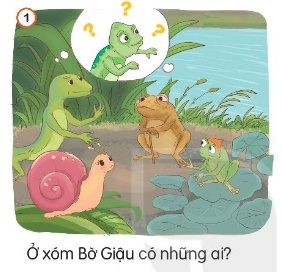 1
? ? ?
Ở xóm Bờ Giậu có những ai?